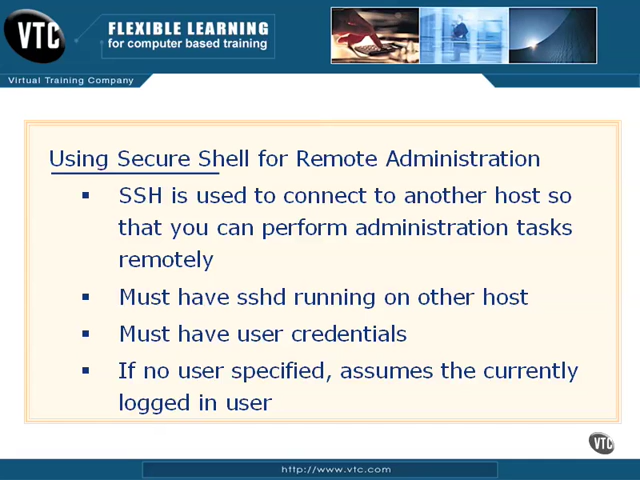 VTC
FLEXIBLE LEARNING
for computer based training
Virtual Training Company
Using Secure Shell for Remote Administration
SSH is used to connect to another host so
that you can perform administration tasks
remotely
Must have sshd running on other host
Must have user credentials
If no user specified, assumes the currently
logged in user
VTC
http://www.vtc.com